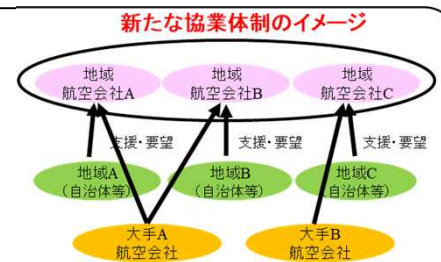 新たな協業体制のイメージ
地域
航空会社A
地域
航空会社B
地域
航空会社C
支援・要望
支援・要望
支援・要望
地域A
(自治体等)
地域B
(自治体等)
地域C
(自治体等)
大手A
航空会社
大手B
航空会社